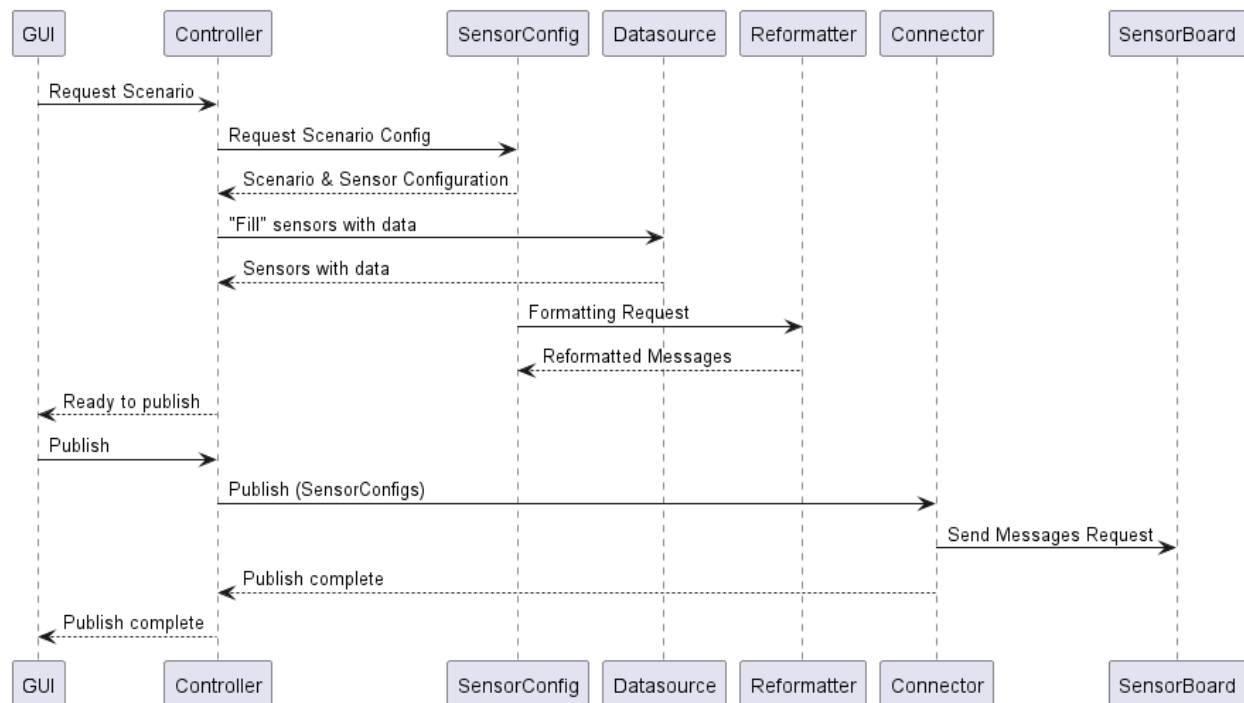 GUI Controller SensorConfig Datasource Reformatter Connector SensorBoard
Request Scenario
Request Scenario Config
Scenario & Sensor Configuration
"Fill" sensors with data
Sensors with data
Formatting Request
Reformatted Messages
Ready to publish
Publish
Publish (SensorConfigs)
Send Messages Request
Publish complete
Publish complete
GUI Controller SensorConfig Datasource Reformatter Connector SensorBoard